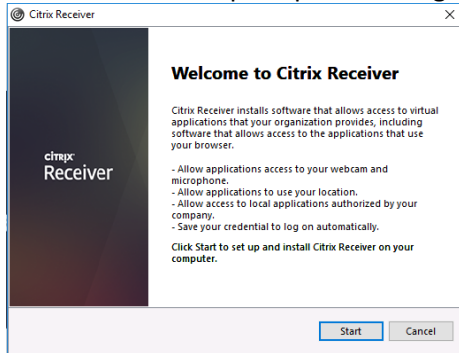 Citrix Receiver
Welcome to Citrix Receiver
Citrix Receiver installs software that allows access to virtual
applications that your organization provides, including
software that allows access to the applications that use
your browser.
- Allow applications access to your webcam and
microphone.
- Allow applications to use your location.
- Allow access to local applications authorized by your
company.
- Save your credential to log on automatically.
Click Start to set up and install Citrix Receiver on your
computer.
citrix
Receiver
Start Cancel